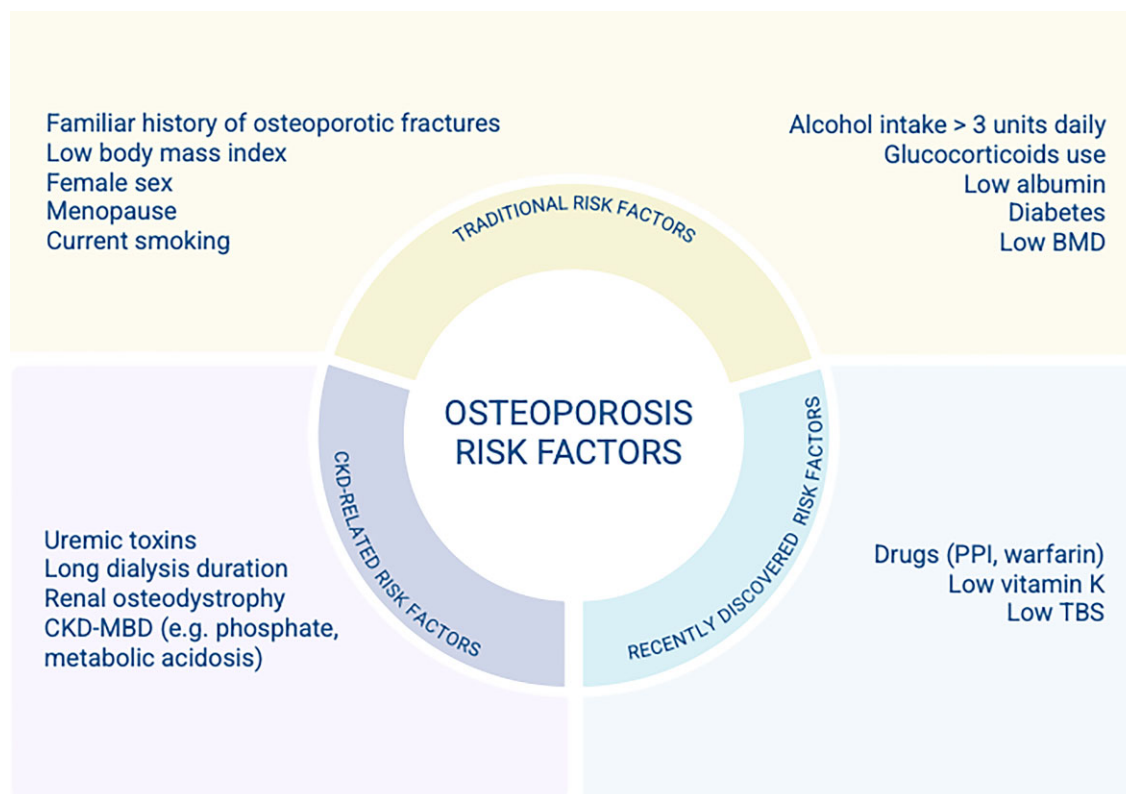 Familiar history of osteoporotic fractures
Low body mass index
Female sex
Menopause
Current smoking
Alcohol intake > 3 units daily
Glucocorticoids use
Low albumin
Diabetes
Low BMD
TRADITIONAL RISK FACTORS
OSTEOPOROSIS
RISK FACTORS
CKD-RELATED RISK FACTORS
RECENTLY DISCOVERED RISK FACTORS
Uremic toxins
Long dialysis duration
Renal osteodystrophy
CKD-MBD (e.g. phosphate,
metabolic acidosis)
Drugs (PPI, warfarin)
Low vitamin K
Low TBS